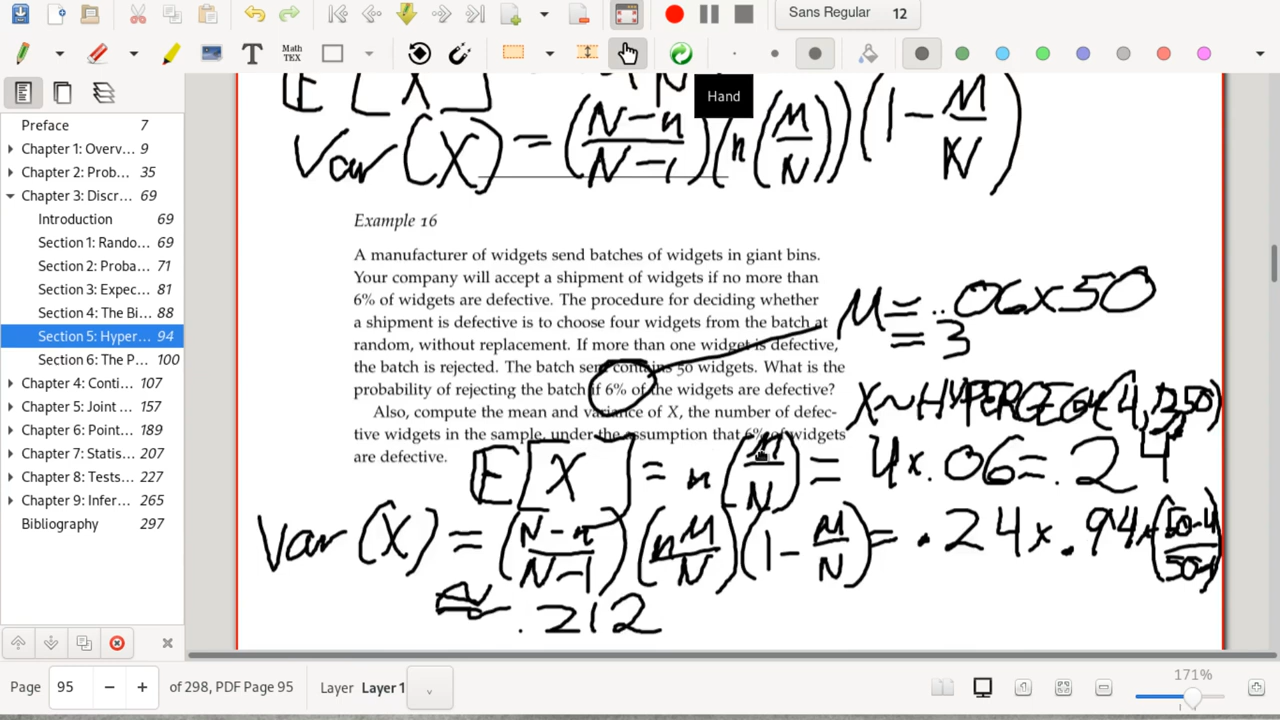 Sans Regular 12
Math
TEX
Hand
Preface 7
Chapter 1: Overv... 9
Chapter 2: Prob... 35
Chapter 3: Discr... 69
Introduction 69
Section 1: Rando... 69
Section 2: Proba... 71
Section 3: Expec... 81
Section 4: The Bi... 88
Section 5: Hyper... 94
Section 6: The P... 100
Chapter 4: Conti... 107
Chapter 5: Joint ... 157
Chapter 6: Point ... 189
Chapter 7: Statis... 207
Chapter 8: Tests... 227
Chapter 9: Infer... 265
Bibliography 297
E[X]
Var(X) = ((N-n)/(N-1))(n(M/N))(1-M/N)
Example 16
A manufacturer of widgets send batches of widgets in giant bins.
Your company will accept a shipment of widgets if no more than
6% of widgets are defective. The procedure for deciding whether
a shipment is defective is to choose four widgets from the batch at
random, without replacement. If more than one widget is defective,
the batch is rejected. The batch sent contains 50 widgets. What is the
probability of rejecting the batch if 6% of the widgets are defective?
Also, compute the mean and variance of X, the number of defec-
tive widgets in the sample, under the assumption that 6% of widgets
are defective.
M = .06x50
= 3
E[X] = n(M/N) = 4x.06=.24
Var(X) = ((N-n)/(N-1))(nM/N)(1-M/N) = .24x.94x((50-4)/(50-1))
≈ .212
Page 95 of 298, PDF Page 95 Layer Layer 1 171%